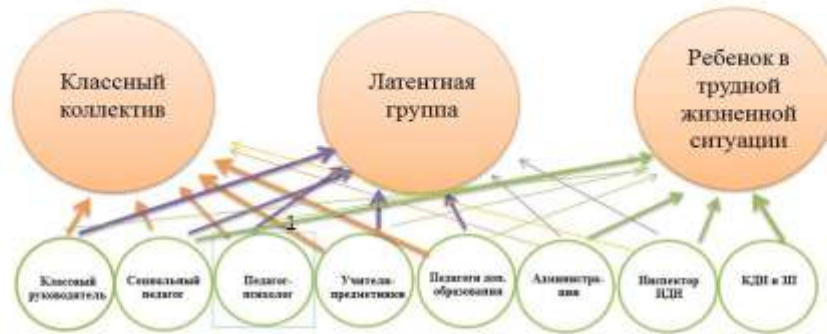 Классный
коллектив
Латентная
группа
Ребенок в
трудной
жизненной
ситуации
1
Классный
руководитель
Социальный
педагог
Педагог-
психолог
Учителя-
предметники
Педагоги доп.
образования
Администра-
ция
Инспектор
ПДН
КДН и ЗП